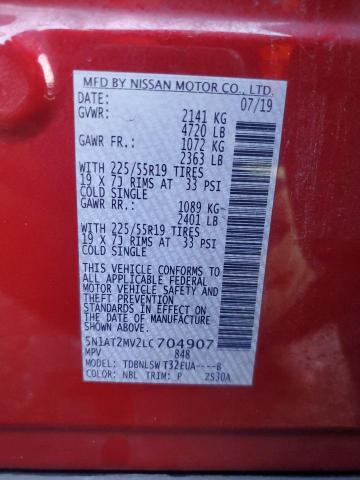 MFD BY NISSAN MOTOR CO., LTD.
DATE: 07/19
GVWR: 2141 KG
4720 LB
GAWR FR.: 1072 KG
2363 LB
WITH 225/55R19 TIRES
19 X 7J RIMS AT 33 PSI
COLD SINGLE
GAWR RR.: 1089 KG
2401 LB
WITH 225/55R19 TIRES
19 X 7J RIMS AT 33 PSI
COLD SINGLE
THIS VEHICLE CONFORMS TO
ALL APPLICABLE FEDERAL
MOTOR VEHICLE SAFETY AND
THEFT PREVENTION
STANDARDS IN EFFECT ON
THE DATE OF MANUFACTURE
SHOWN ABOVE
5N1AT2MV2LC704907
MPV 848
MODEL: TDBNLSW T32EUA----B
COLOR: NBL TRIM: P 2530A